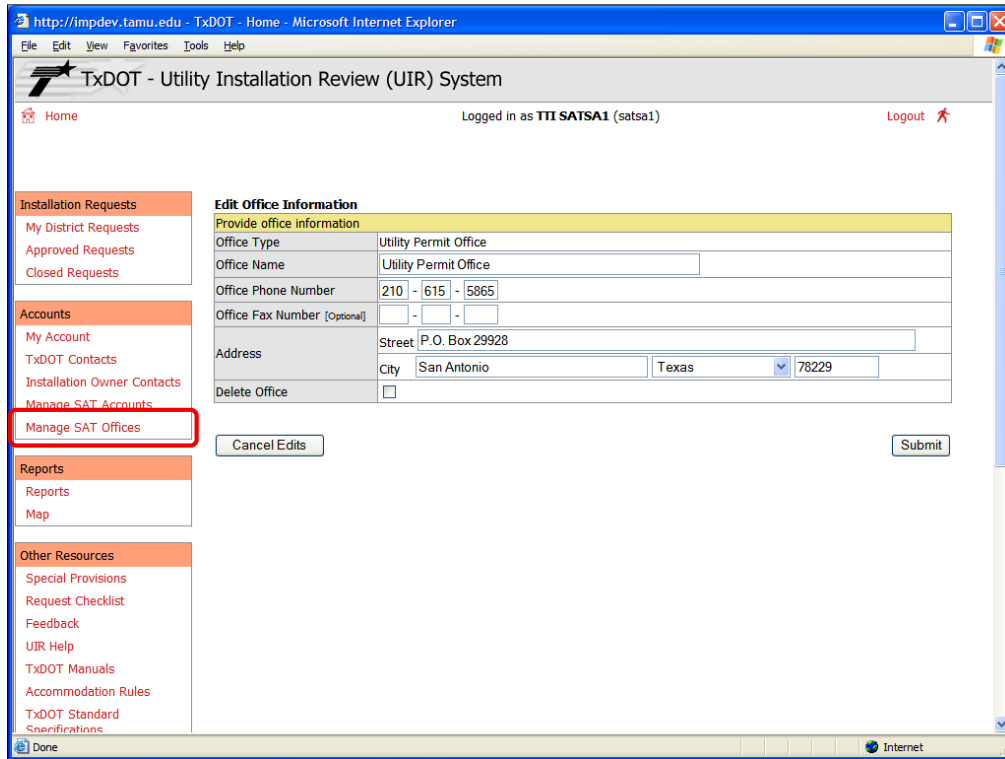 http://impdev.tamu.edu - TxDOT - Home - Microsoft Internet Explorer
File Edit View Favorites Tools Help
TxDOT - Utility Installation Review (UIR) System
Home Logged in as TTI SATSA1 (satsa1) Logout
Installation Requests
My District Requests
Approved Requests
Closed Requests
Accounts
My Account
TxDOT Contacts
Installation Owner Contacts
Manage SAT Accounts
Manage SAT Offices
Reports
Reports
Map
Other Resources
Special Provisions
Request Checklist
Feedback
UIR Help
TxDOT Manuals
Accommodation Rules
TxDOT Standard
Specifications
Edit Office Information
Provide office information
Office Type Utility Permit Office
Office Name Utility Permit Office
Office Phone Number 210 - 615 - 5865
Office Fax Number [Optional] - -
Address Street P.O. Box 29928
City San Antonio Texas 78229
Delete Office
Cancel Edits Submit
Done Internet